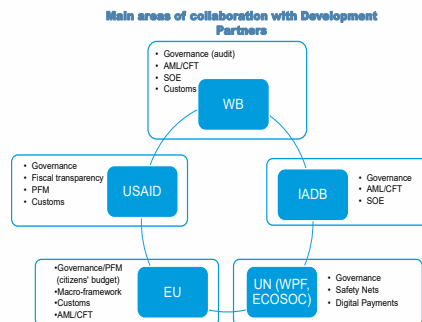 Main areas of collaboration with Development
Partners
• Governance (audit)
• AML/CFT
• SOE
• Customs
WB
• Governance
• Fiscal transparency
• PFM
• Customs
USAID
IADB
• Governance
• AML/CFT
• SOE
•Governance/PFM
(citizens' budget)
•Macro-framework
•Customs
•AML/CFT
EU
UN (WPF,
ECOSOC)
• Governance
• Safety Nets
• Digital Payments